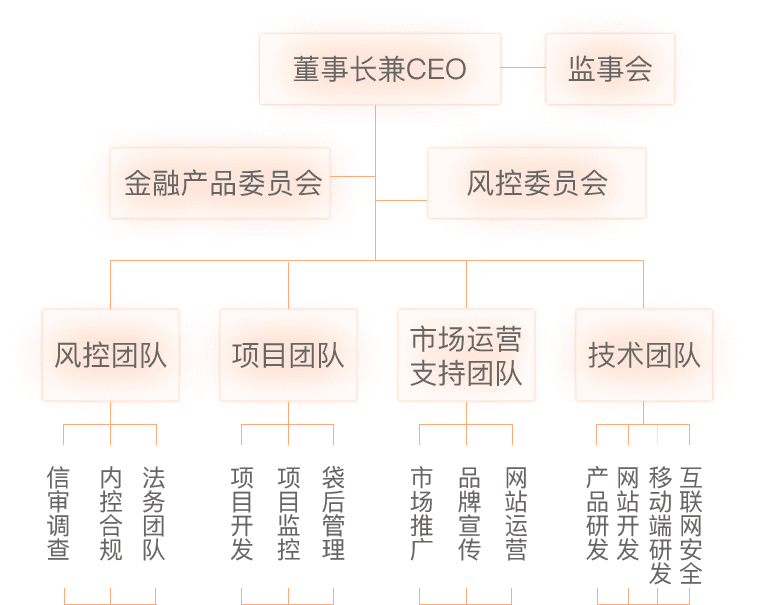 董事长兼CEO
监事会
金融产品委员会
风控委员会
风控团队
项目团队
市场运营
支持团队
技术团队
信审调查
内控合规
法务团队
项目开发
项目监控
袋后管理
市场推广
品牌宣传
网站运营
产品研发
网站开发
移动端研发
互联网安全